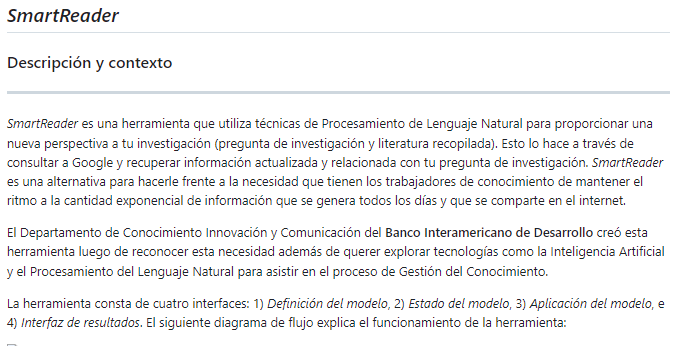 SmartReader
Descripción y contexto
SmartReader es una herramienta que utiliza técnicas de Procesamiento de Lenguaje Natural para proporcionar una
nueva perspectiva a tu investigación (pregunta de investigación y literatura recopilada). Esto lo hace a través de
consultar a Google y recuperar información actualizada y relacionada con tu pregunta de investigación. SmartReader
es una alternativa para hacerle frente a la necesidad que tienen los trabajadores de conocimiento de mantener el
ritmo a la cantidad exponencial de información que se genera todos los días y que se comparte en el internet.
El Departamento de Conocimiento Innovación y Comunicación del Banco Interamericano de Desarrollo creó esta
herramienta luego de reconocer esta necesidad además de querer explorar tecnologías como la Inteligencia Artificial
y el Procesamiento del Lenguaje Natural para asistir en el proceso de Gestión del Conocimiento.
La herramienta consta de cuatro interfaces: 1) Definición del modelo, 2) Estado del modelo, 3) Aplicación del modelo, e
4) Interfaz de resultados. El siguiente diagrama de flujo explica el funcionamiento de la herramienta: